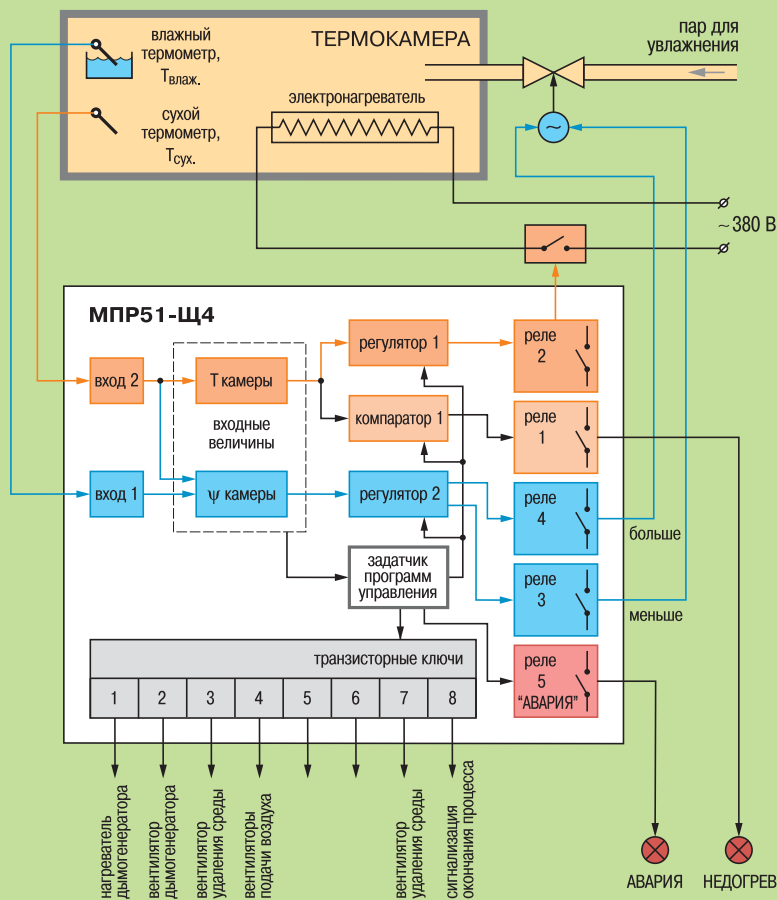 ТЕРМОКАМЕРА
влажный
термометр,
Твлаж.
сухой
термометр,
Тсух.
электронагреватель
пар для
увлажнения
~
~380 В
МПР51-Щ4
вход 2
Т камеры
регулятор 1
реле
2
входные
величины
компаратор 1
реле
1
вход 1
ψ камеры
регулятор 2
реле
4
больше
задатчик
программ
управления
реле
3
меньше
транзисторные ключи
реле
5
"АВАРИЯ"
1 2 3 4 5 6 7 8
нагреватель
дымогенератора
вентилятор
дымогенератора
вентилятор
удаления среды
вентиляторы
подачи воздуха
вентилятор
удаления среды
сигнализация
окончания процесса
АВАРИЯ
НЕДОГРЕВ